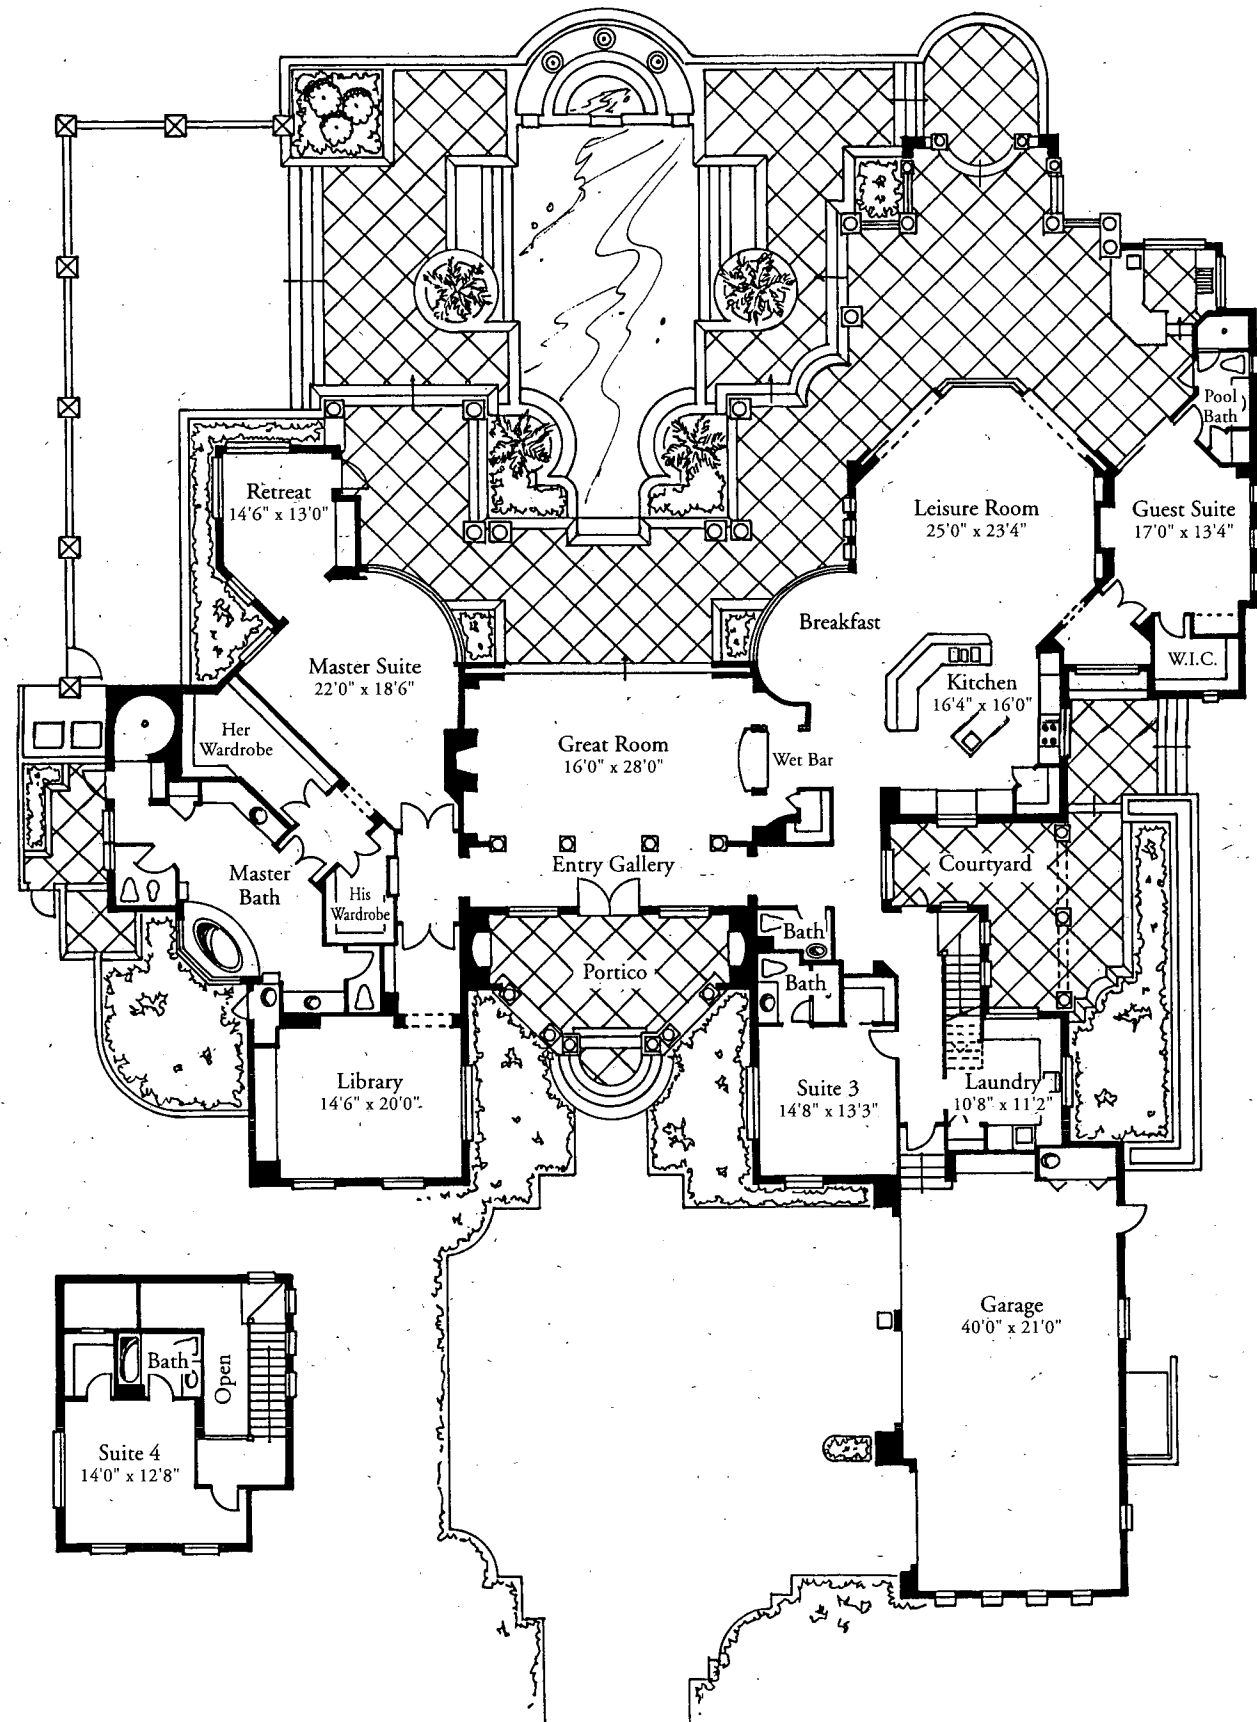 Pool
Bath
Retreat
14'6" x 13'0"
Leisure Room
25'0" x 23'4"
Guest Suite
17'0" x 13'4"
Breakfast
W.I.C.
Master Suite
22'0" x 18'6"
Kitchen
16'4" x 16'0"
Her
Wardrobe
Great Room
16'0" x 28'0"
Wet Bar
Entry Gallery
Courtyard
Master
Bath
His
Wardrobe
Bath
Portico
Bath
Library
14'6" x 20'0"
Suite 3
14'8" x 13'3"
Laundry
10'8" x 11'2"
Garage
40'0" x 21'0"
Bath
Open
Suite 4
14'0" x 12'8"